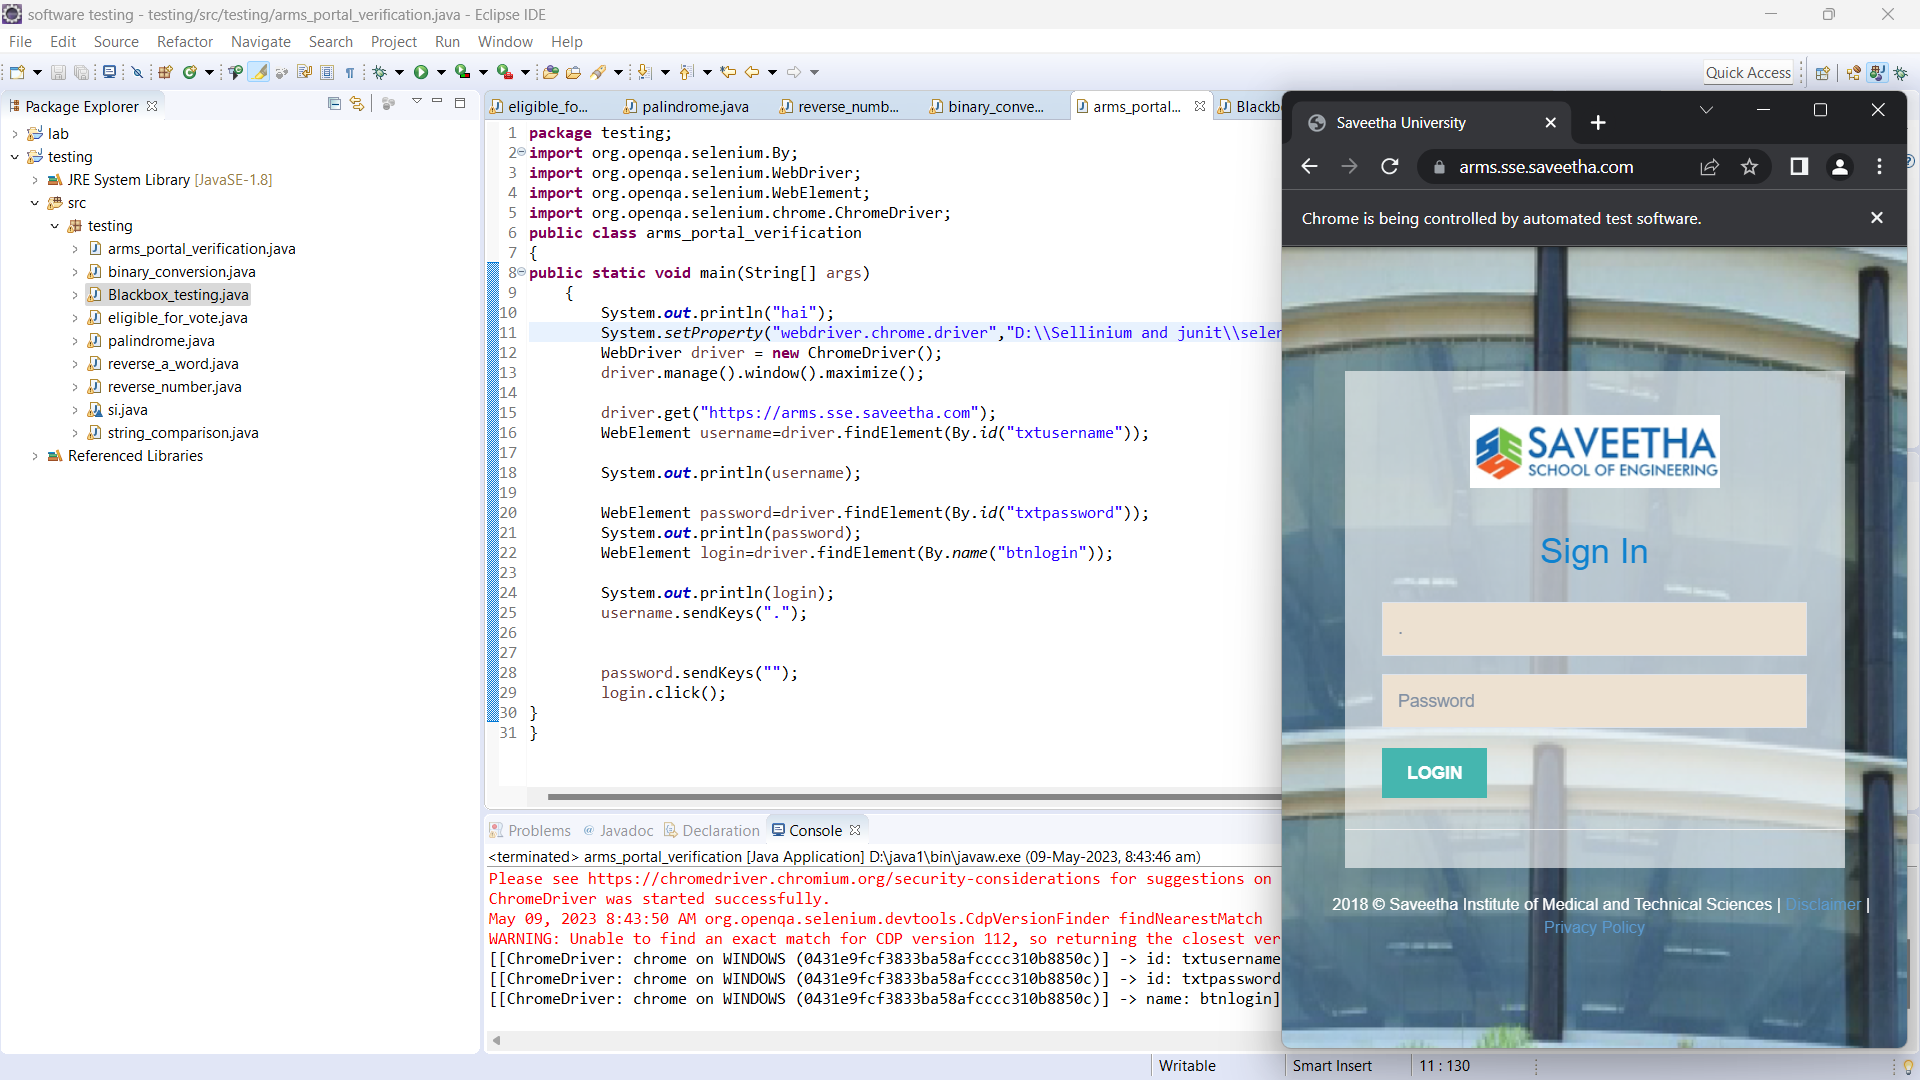 software testing - testing/src/testing/arms_portal_verification.java - Eclipse IDE
File Edit Source Refactor Navigate Search Project Run Window Help
Quick Access
Package Explorer
lab
testing
JRE System Library [JavaSE-1.8]
src
testing
arms_portal_verification.java
binary_conversion.java
Blackbox_testing.java
eligible_for_vote.java
palindrome.java
reverse_a_word.java
reverse_number.java
si.java
string_comparison.java
Referenced Libraries
eligible_fo... palindrome.java reverse_numb... binary_conve... arms_portal... Blackb
1 package testing;
2 import org.openqa.selenium.By;
3 import org.openqa.selenium.WebDriver;
4 import org.openqa.selenium.WebElement;
5 import org.openqa.selenium.chrome.ChromeDriver;
6 public class arms_portal_verification
7 {
8 public static void main(String[] args)
9 {
10 System.out.println("hai");
11 System.setProperty("webdriver.chrome.driver","D:\\Sellinium and junit\\seler
12 WebDriver driver = new ChromeDriver();
13 driver.manage().window().maximize();
14
15 driver.get("https://arms.sse.saveetha.com");
16 WebElement username=driver.findElement(By.id("txtusername"));
17
18 System.out.println(username);
19
20 WebElement password=driver.findElement(By.id("txtpassword"));
21 System.out.println(password);
22 WebElement login=driver.findElement(By.name("btnlogin"));
23
24 System.out.println(login);
25 username.sendKeys(".");
26
27
28 password.sendKeys("");
29 login.click();
30 }
31 }
Problems @ Javadoc Declaration Console
<terminated> arms_portal_verification [Java Application] D:\java1\bin\javaw.exe (09-May-2023, 8:43:46 am)
Please see https://chromedriver.chromium.org/security-considerations for suggestions on
ChromeDriver was started successfully.
May 09, 2023 8:43:50 AM org.openqa.selenium.devtools.CdpVersionFinder findNearestMatch
WARNING: Unable to find an exact match for CDP version 112, so returning the closest ver
[[ChromeDriver: chrome on WINDOWS (0431e9fcf3833ba58afcccc310b8850c)] -> id: txtusername
[[ChromeDriver: chrome on WINDOWS (0431e9fcf3833ba58afcccc310b8850c)] -> id: txtpassword
[[ChromeDriver: chrome on WINDOWS (0431e9fcf3833ba58afcccc310b8850c)] -> name: btnlogin]
Writable Smart Insert 11 : 130
Saveetha University
arms.sse.saveetha.com
Chrome is being controlled by automated test software.
SAVEETHA
SCHOOL OF ENGINEERING
Sign In
.
Password
LOGIN
2018 © Saveetha Institute of Medical and Technical Sciences | Disclaimer |
Privacy Policy